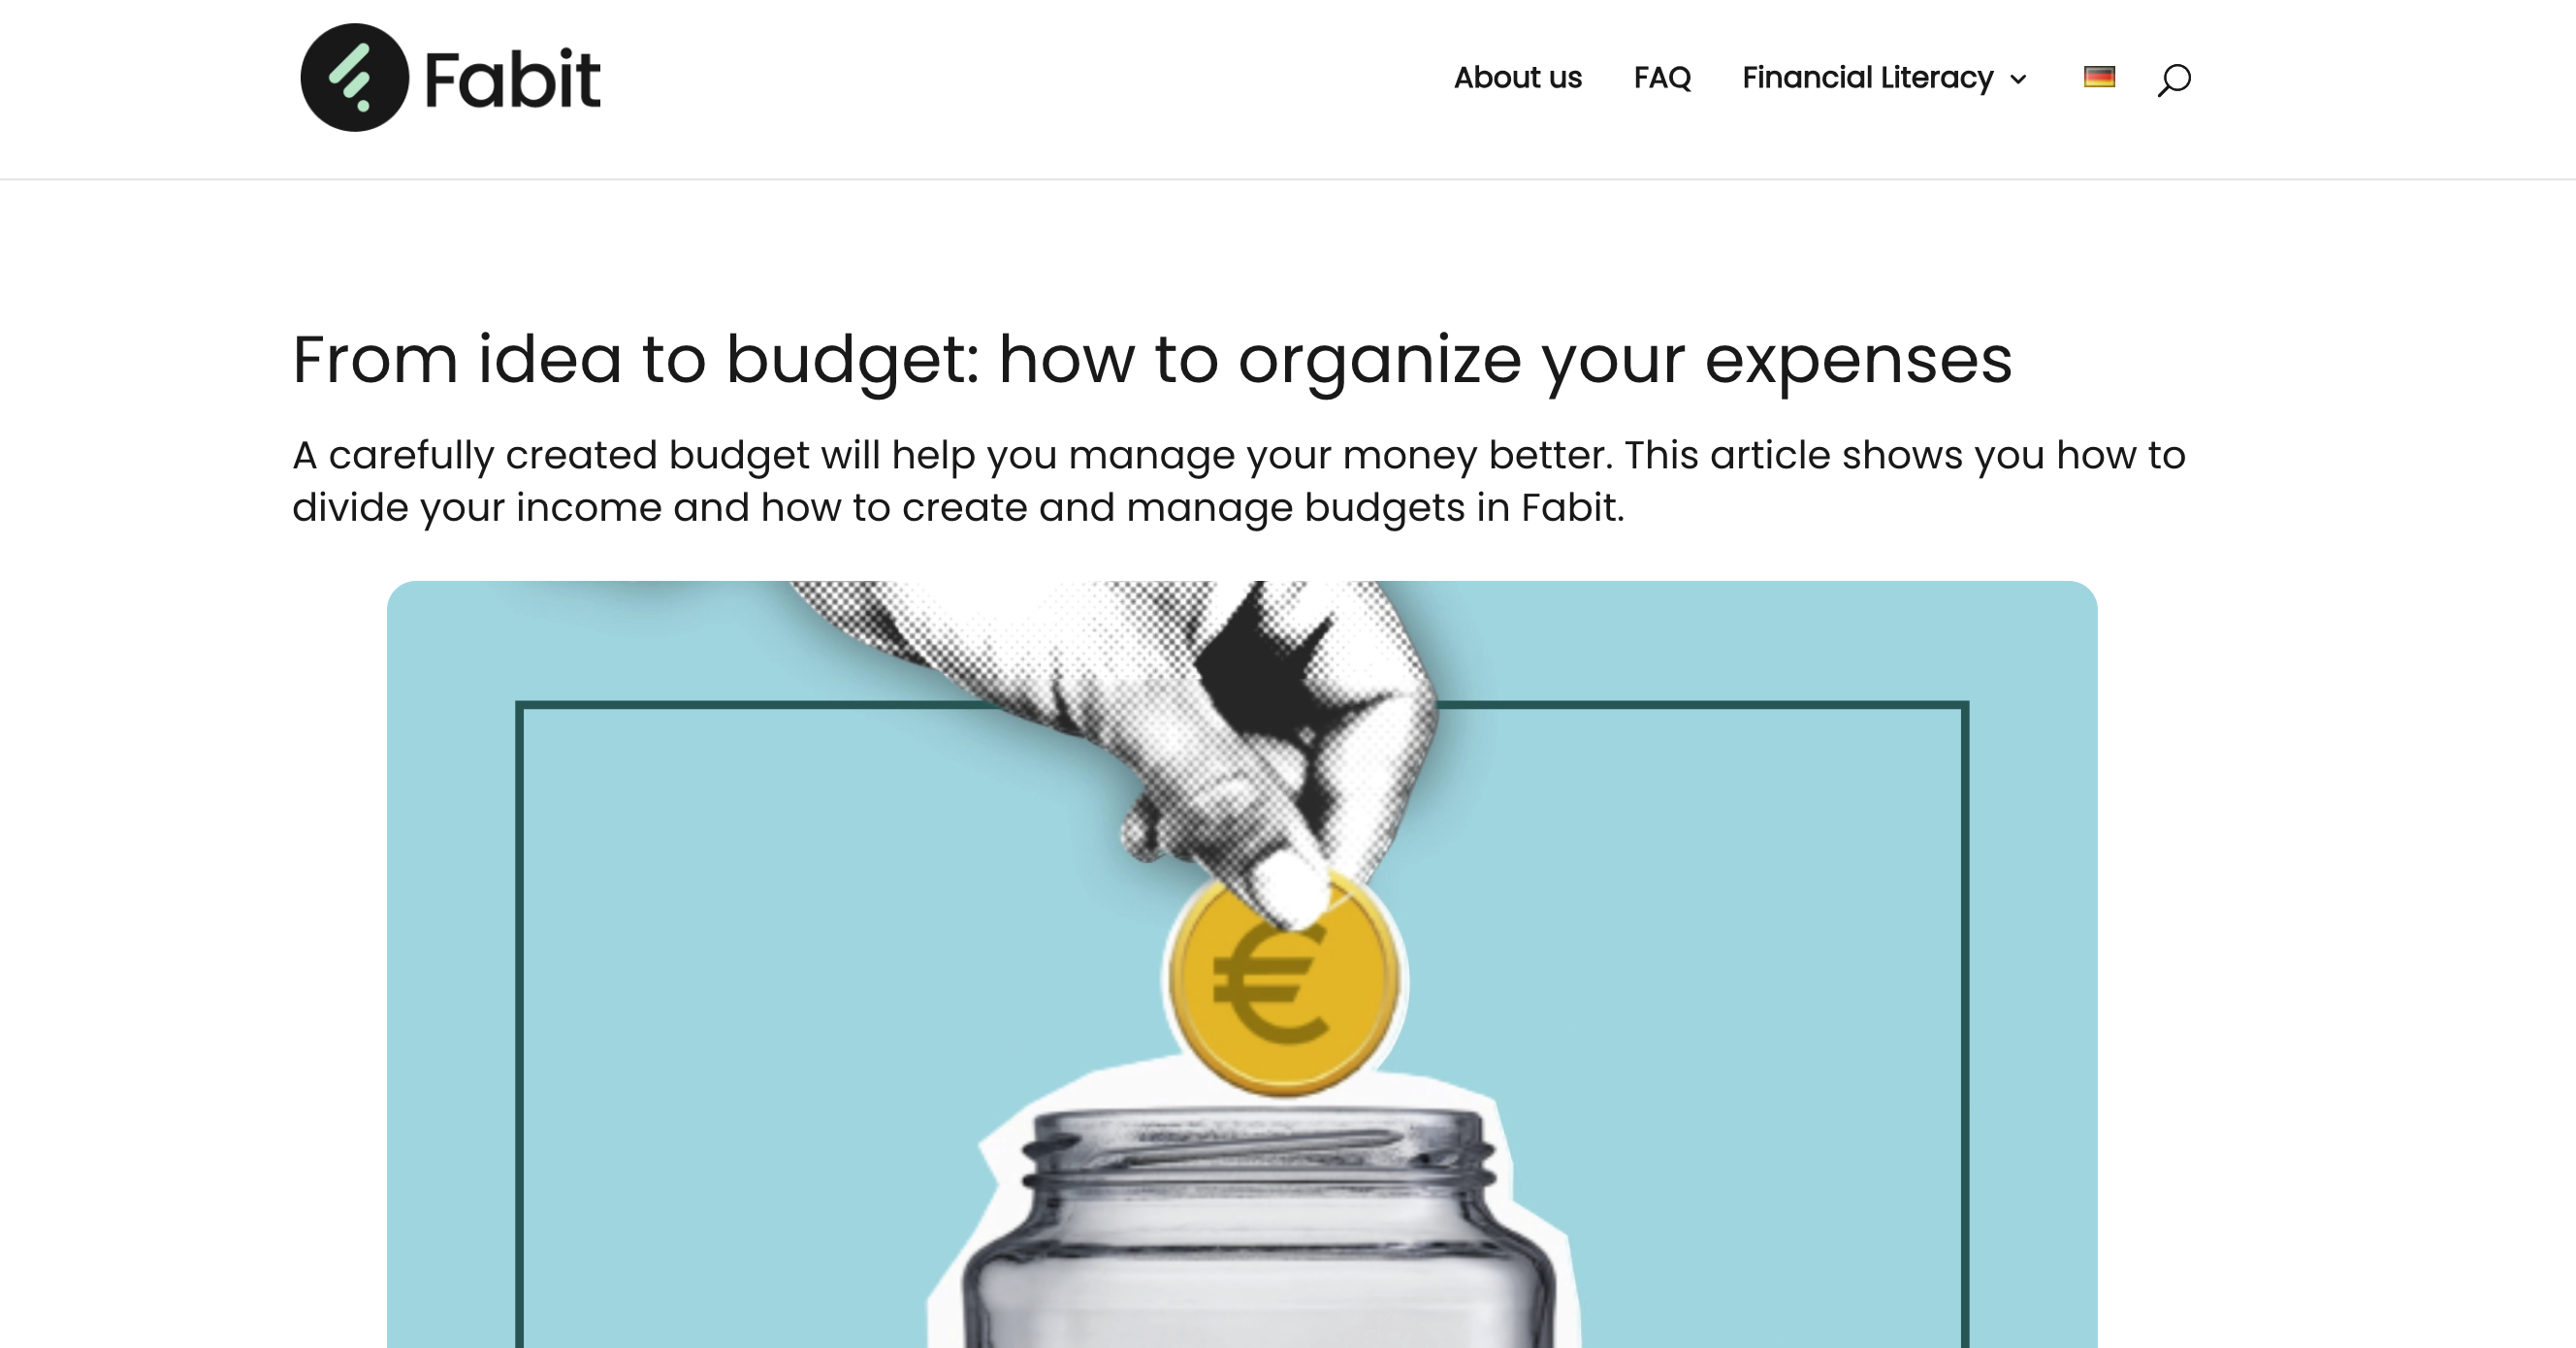 Fabit
About us FAQ Financial Literacy
From idea to budget: how to organize your expenses
A carefully created budget will help you manage your money better. This article shows you how to
divide your income and how to create and manage budgets in Fabit.
€